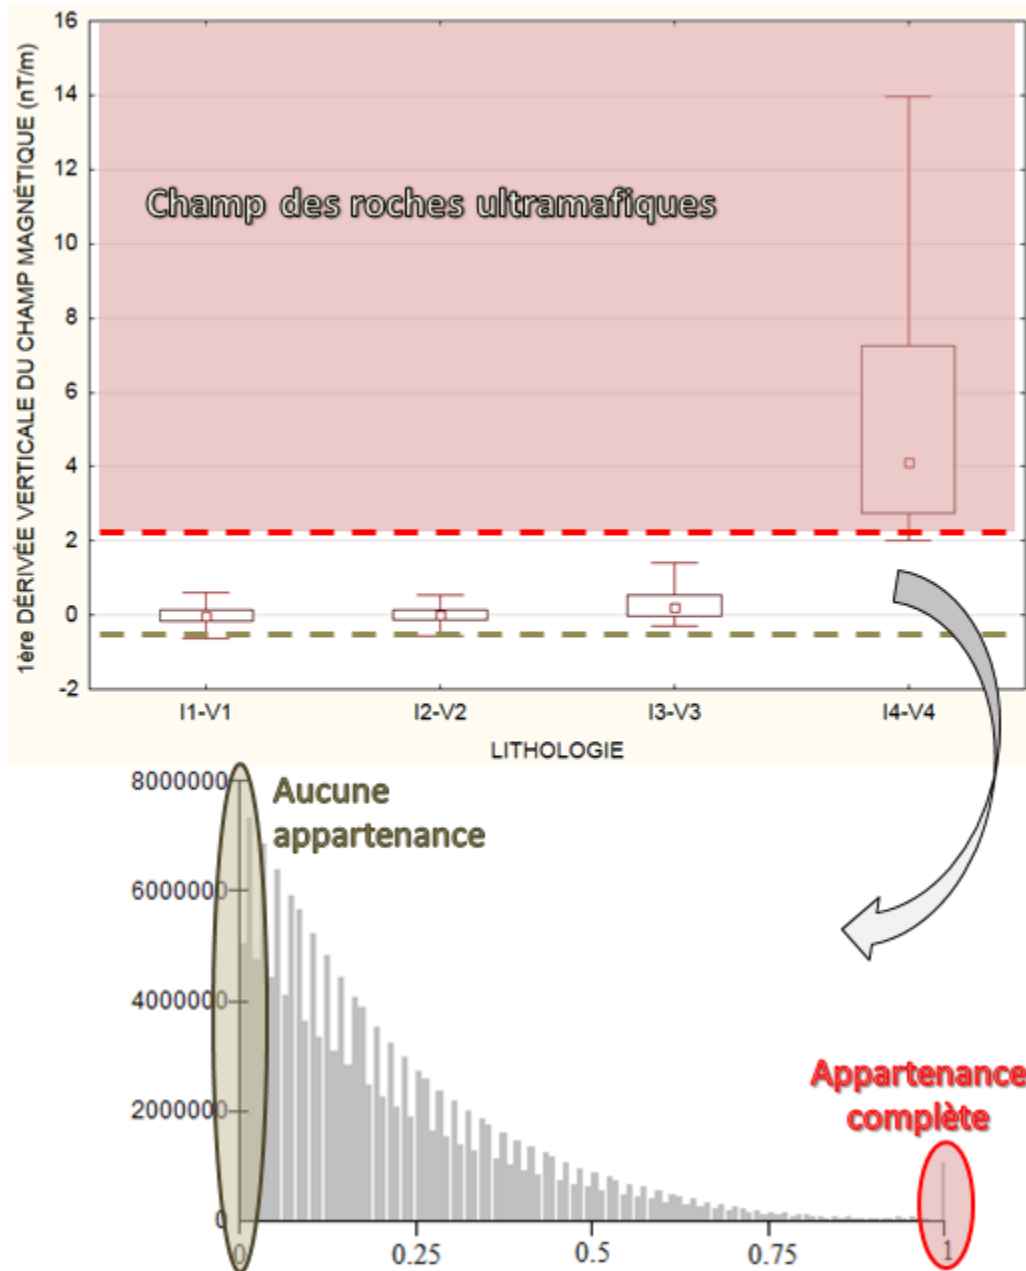 1ère DÉRIVÉE VERTICALE DU CHAMP MAGNÉTIQUE (nT/m)
16
14
12
10
8
6
4
2
0
-2
Champ des roches ultramafiques
I1-V1 I2-V2 I3-V3 I4-V4
LITHOLOGIE
8000000
6000000
4000000
2000000
0
Aucune
appartenance
Appartenance
complète
0 0.25 0.5 0.75 1